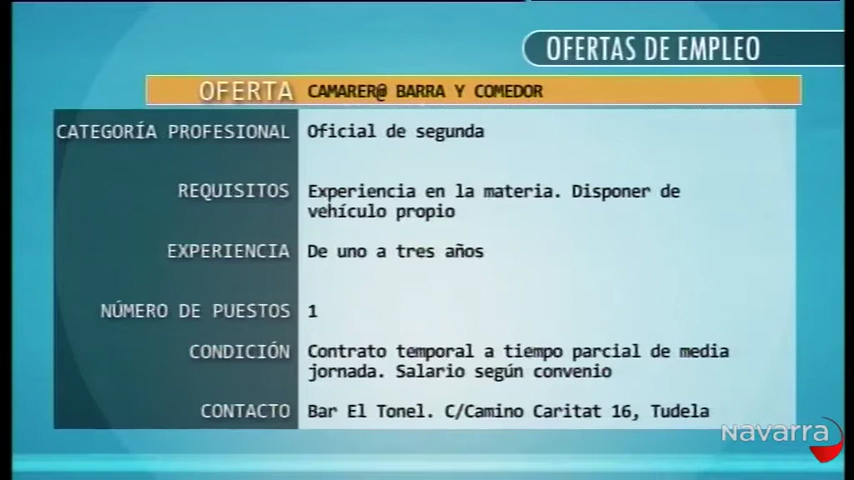 OFERTAS DE EMPLEO
OFERTA CAMARER@ BARRA Y COMEDOR
CATEGORÍA PROFESIONAL Oficial de segunda
REQUISITOS Experiencia en la materia. Disponer de
vehículo propio
EXPERIENCIA De uno a tres años
NÚMERO DE PUESTOS 1
CONDICIÓN Contrato temporal a tiempo parcial de media
jornada. Salario según convenio
CONTACTO Bar El Tonel. C/Camino Caritat 16, Tudela
Navarra